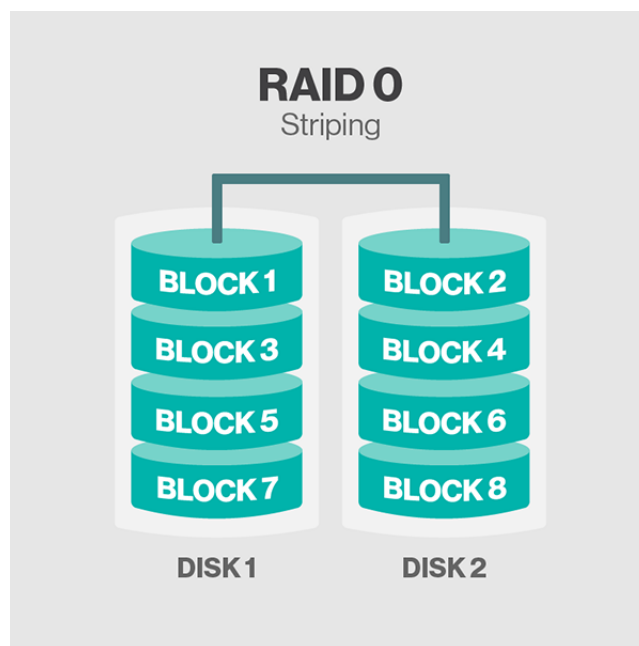 RAID 0
Striping
BLOCK 1
BLOCK 2
BLOCK 3
BLOCK 4
BLOCK 5
BLOCK 6
BLOCK 7
BLOCK 8
DISK 1
DISK 2